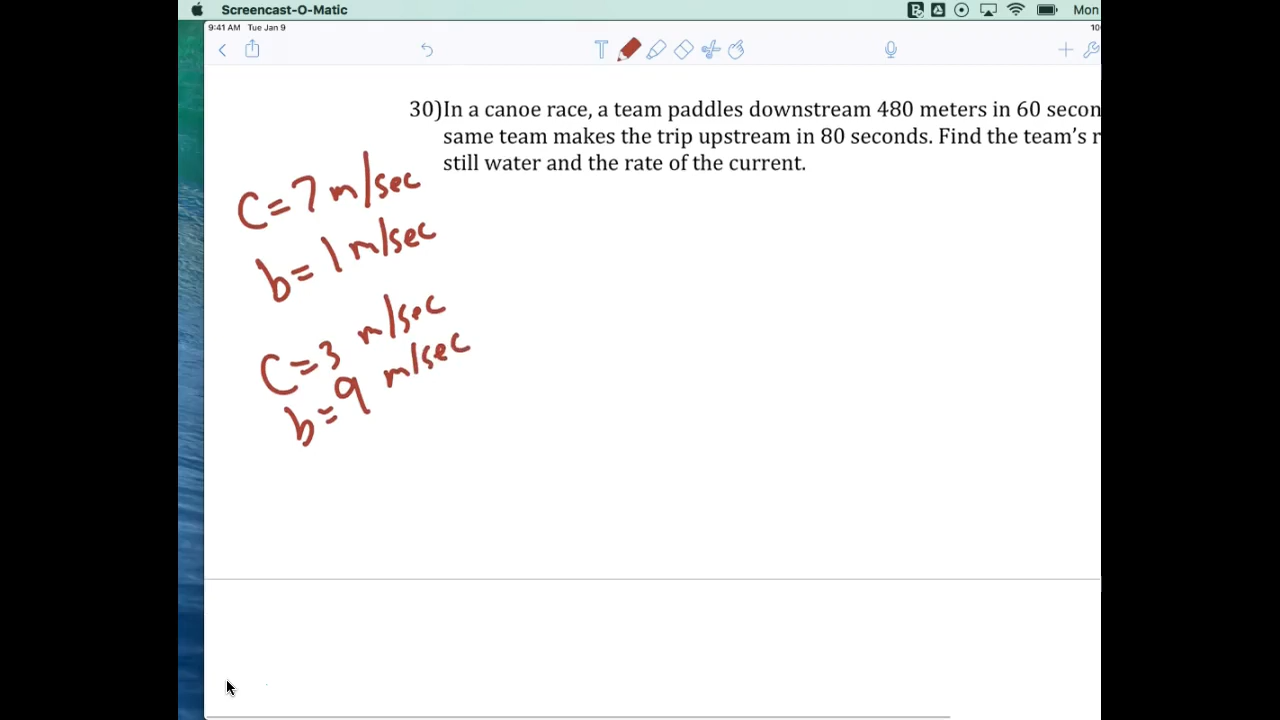 Screencast-O-Matic
Mon
9:41 AM Tue Jan 9
10
T
30)In a canoe race, a team paddles downstream 480 meters in 60 secon
same team makes the trip upstream in 80 seconds. Find the team's r
still water and the rate of the current.
C=7 m/sec
b=1 m/sec
C=3 m/sec
b=9 m/sec